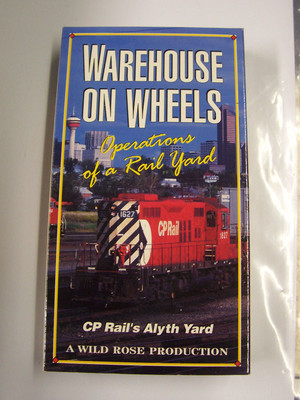 WAREHOUSE
ON WHEELS
Operations
of a Rail Yard
1627
CP Rail
CP Rail's Alyth Yard
A WILD ROSE PRODUCTION